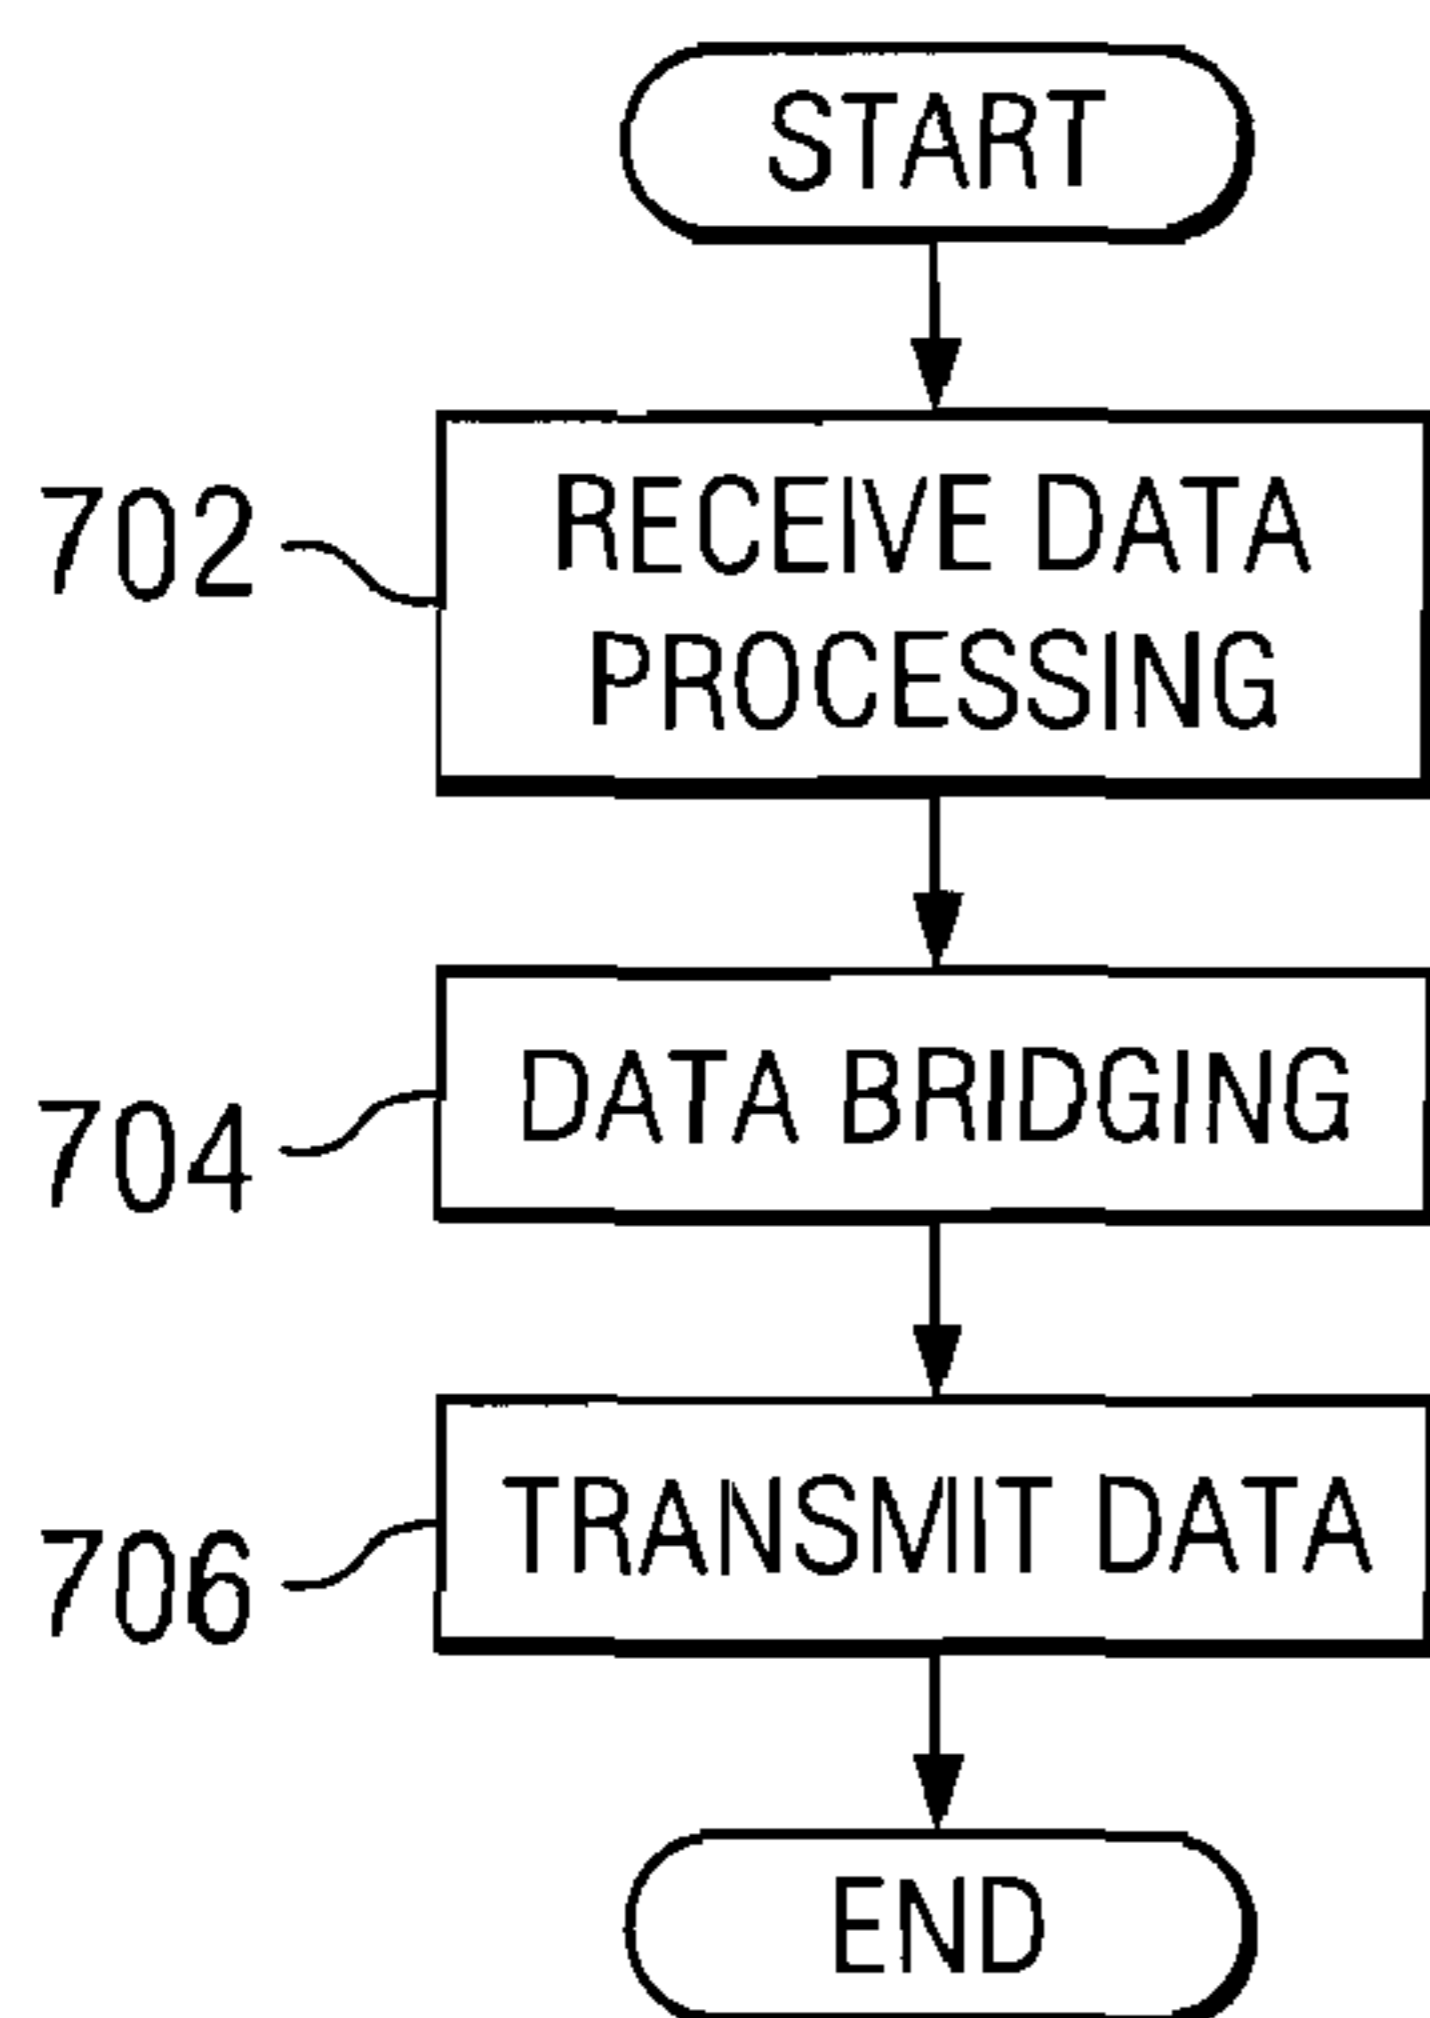 START
702
RECEIVE DATA
PROCESSING
704
DATA BRIDGING
706
TRANSMIT DATA
END